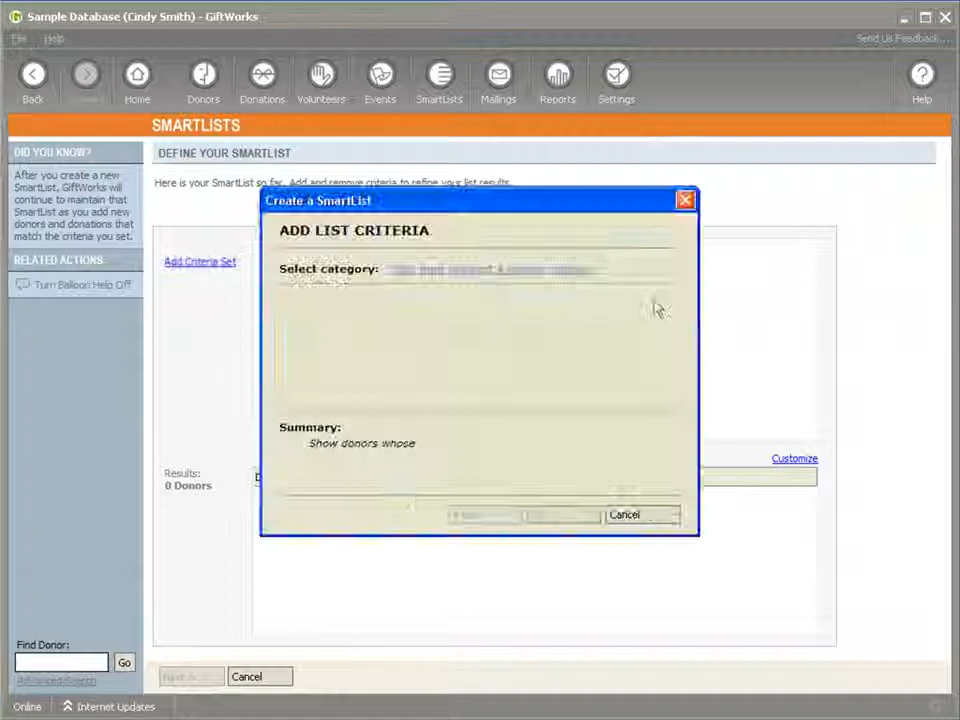 Sample Database (Cindy Smith) - GiftWorks
File Help Send Us Feedback...
Back Home Donors Donations Volunteers Events SmartLists Mailings Reports Settings Help
SMARTLISTS
DID YOU KNOW?
After you create a new
SmartList, GiftWorks will
continue to maintain that
SmartList as you add new
donors and donations that
match the criteria you set.
RELATED ACTIONS
Turn Balloon Help Off
DEFINE YOUR SMARTLIST
Here is your SmartList so far. Add and remove criteria to refine your list results.
Add Criteria Set
Create a SmartList
ADD LIST CRITERIA
Select category:
Summary:
Show donors whose
Cancel
Customize
Results:
0 Donors
Find Donor:
Go
Advanced Search
Cancel
Online Internet Updates